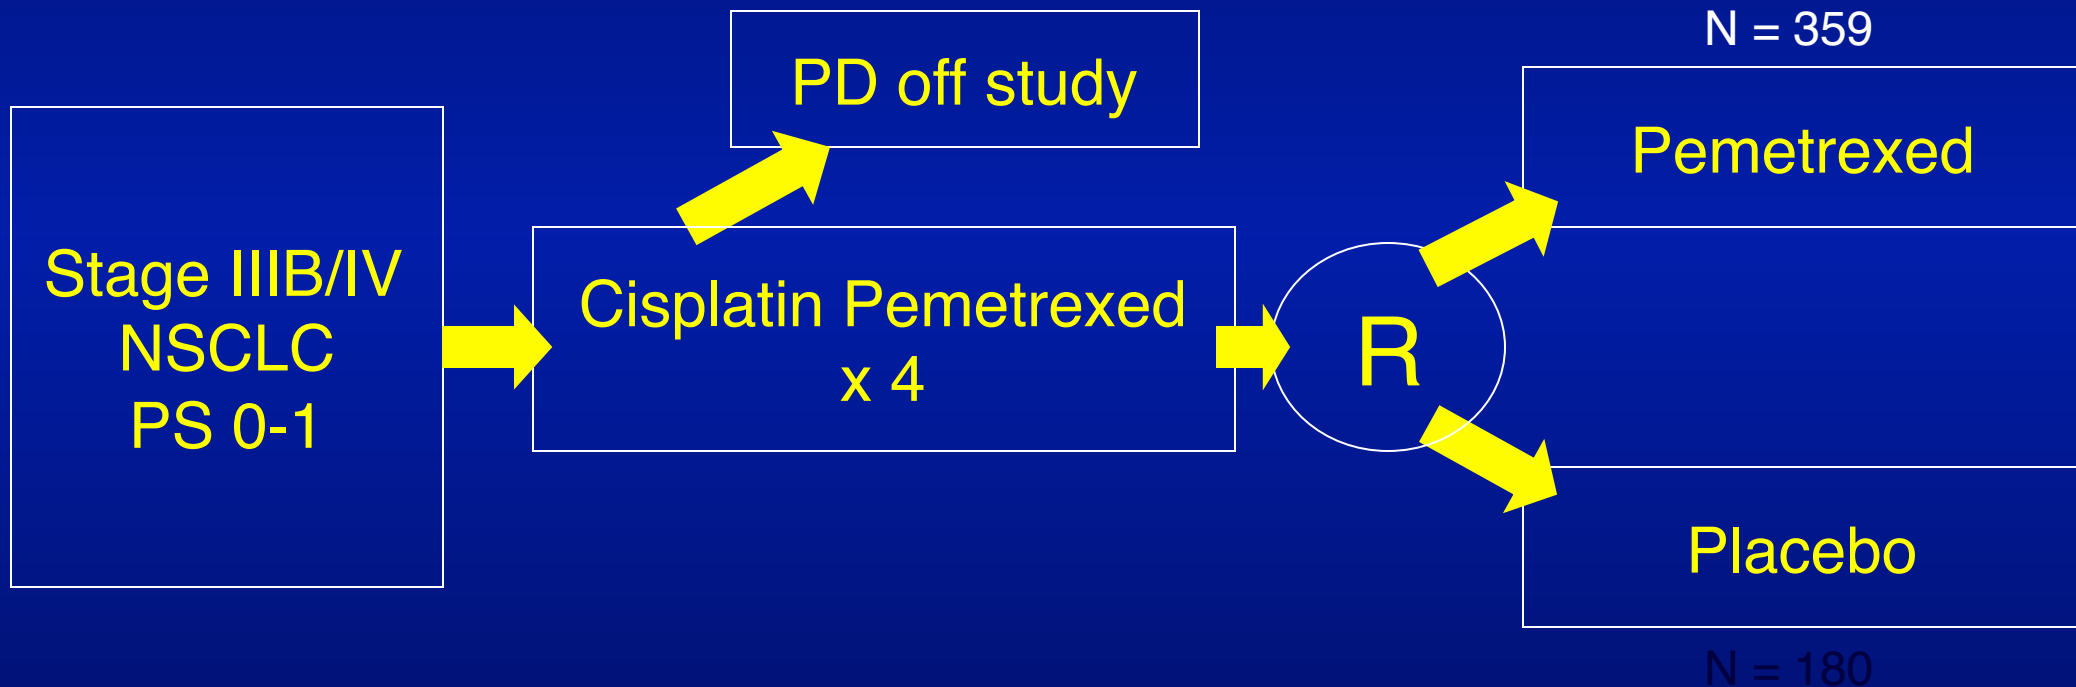 N = 359
PD off study
Pemetrexed
Stage IIIB/IV
NSCLC
PS 0-1
Cisplatin Pemetrexed
x 4
R
Placebo
N = 180